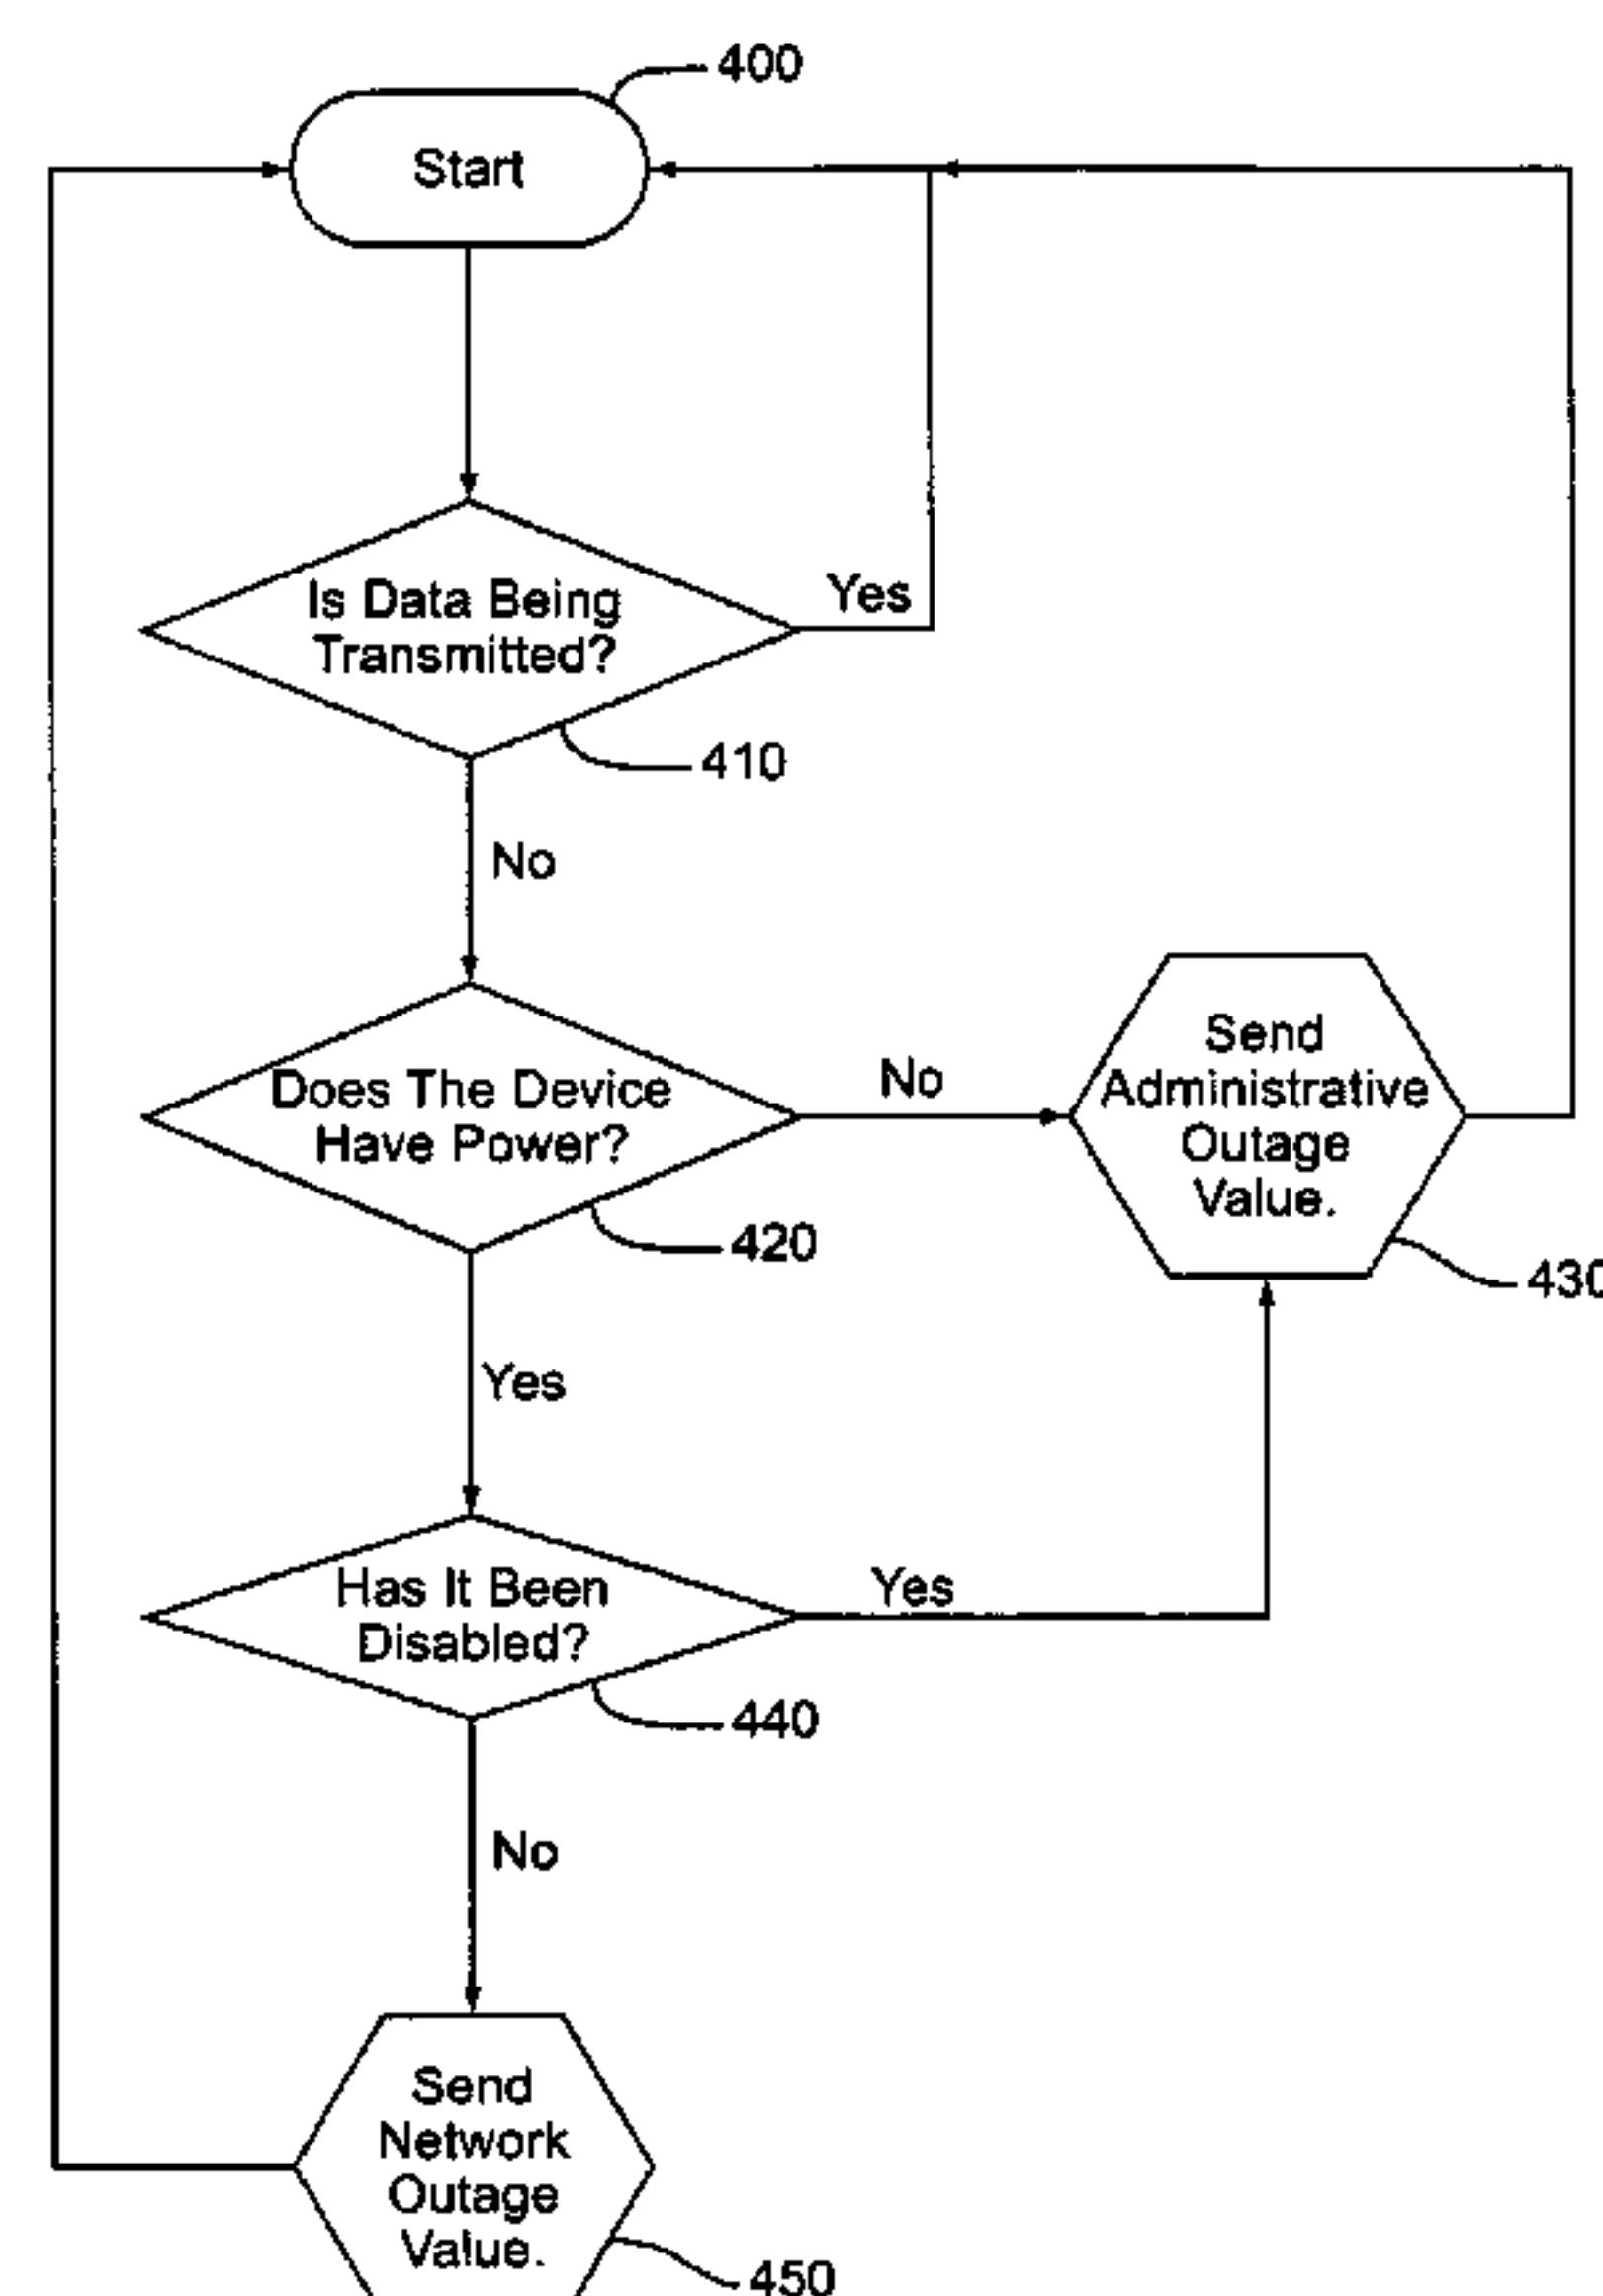 400
Start
Is Data Being
Transmitted?
Yes
410
No
Does The Device
Have Power?
No
Send
Administrative
Outage
Value.
420
430
Yes
Has It Been
Disabled?
Yes
440
No
Send
Network
Outage
Value.
450